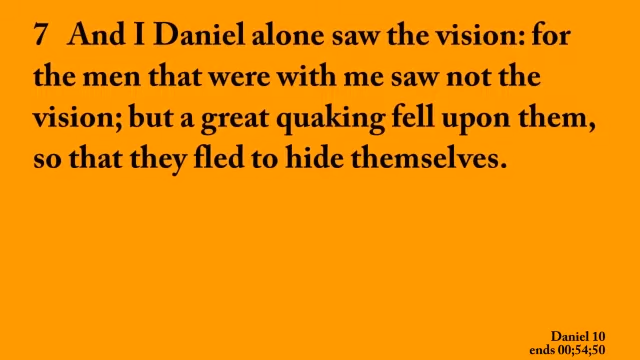 7 And I Daniel alone saw the vision: for
the men that were with me saw not the
vision; but a great quaking fell upon them,
so that they fled to hide themselves.
Daniel 10
ends 00;54;50